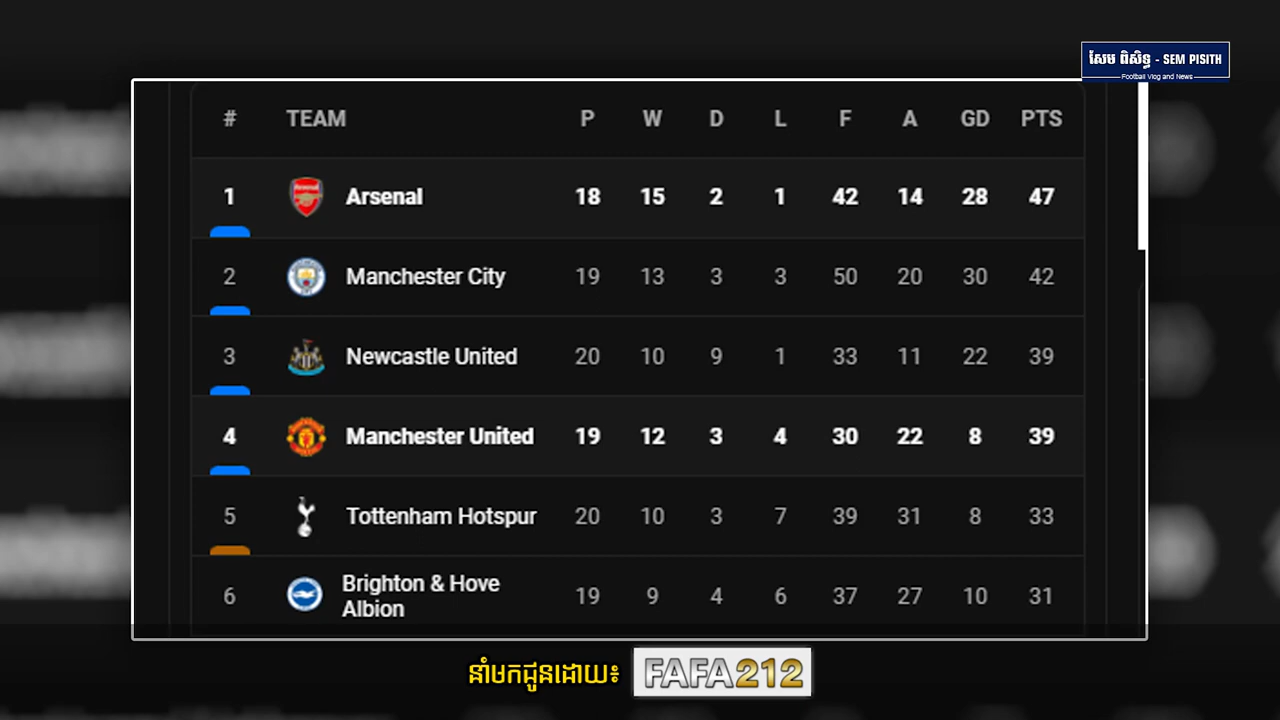 សែម ពិសិទ្ធ - SEM PISITH
Football Vlog and News
# TEAM P W D L F A GD PTS
1 Arsenal 18 15 2 1 42 14 28 47
2 Manchester City 19 13 3 3 50 20 30 42
3 Newcastle United 20 10 9 1 33 11 22 39
4 Manchester United 19 12 3 4 30 22 8 39
5 Tottenham Hotspur 20 10 3 7 39 31 8 33
6 Brighton & Hove Albion 19 9 4 6 37 27 10 31
នាំមកជូនដោយ៖ FAFA212